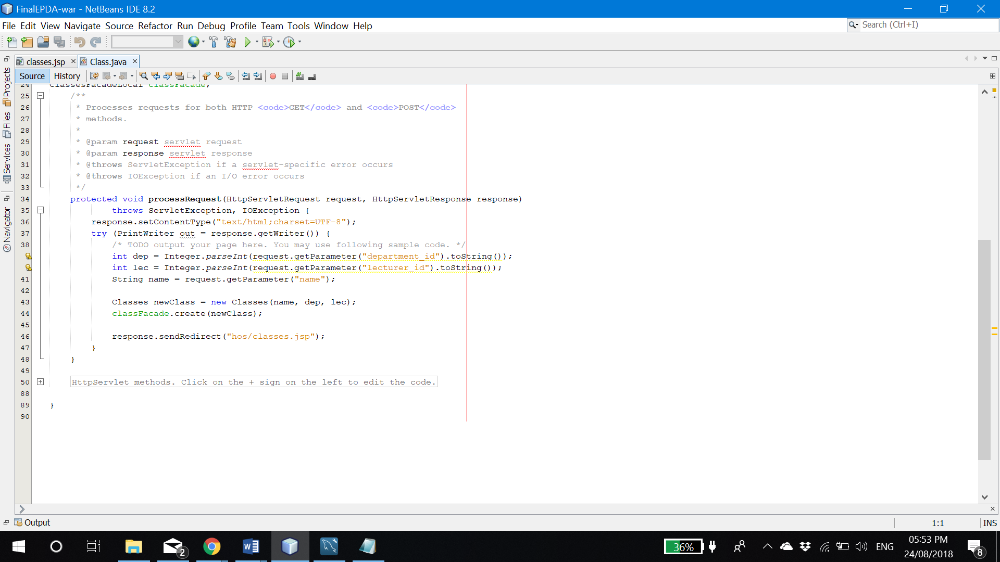 FinalEPDA-war - NetBeans IDE 8.2
File Edit View Navigate Source Refactor Run Debug Profile Team Tools Window Help
Search (Ctrl+I)
classes.jsp
Class.java
Source History
Projects
Files
Services
Navigator
24 ClassesFacadeLocal classFacade;
25 /**
26 * Processes requests for both HTTP <code>GET</code> and <code>POST</code>
27 * methods.
28 *
29 * @param request servlet request
30 * @param response servlet response
31 * @throws ServletException if a servlet-specific error occurs
32 * @throws IOException if an I/O error occurs
33 */
34 protected void processRequest(HttpServletRequest request, HttpServletResponse response)
35 throws ServletException, IOException {
36 response.setContentType("text/html;charset=UTF-8");
37 try (PrintWriter out = response.getWriter()) {
38 /* TODO output your page here. You may use following sample code. */
int dep = Integer.parseInt(request.getParameter("department_id").toString());
int lec = Integer.parseInt(request.getParameter("lecturer_id").toString());
41 String name = request.getParameter("name");
42
43 Classes newClass = new Classes(name, dep, lec);
44 classFacade.create(newClass);
45
46 response.sendRedirect("hos/classes.jsp");
47 }
48 }
49
50 HttpServlet methods. Click on the + sign on the left to edit the code.
88
89 }
90
Output
1:1 INS
2
36%
ENG
05:53 PM
24/08/2018
8